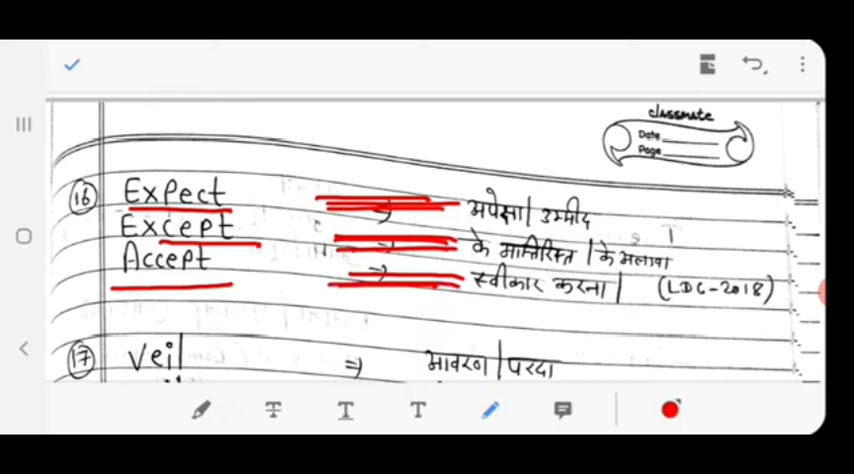 classmate
Date
Page
16 Expect ⇒ अपेक्षा / उम्मीद
Except ⇒ के अतिरिक्त / के अलावा
Accept ⇒ स्वीकार करना / (LDC-2018)
17 Veil ⇒ आवरण / परदा